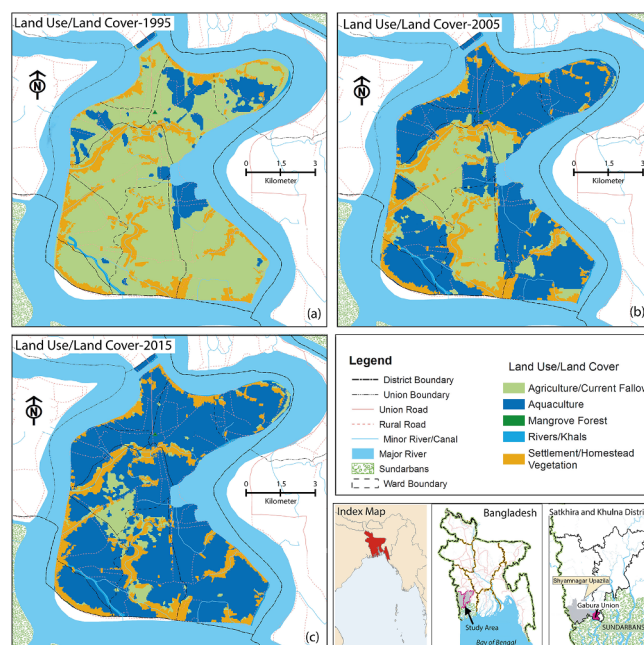 Land Use/Land Cover-1995
N
0 1.5 3
Kilometer
(a)
Land Use/Land Cover-2005
N
0 1.5 3
Kilometer
(b)
Land Use/Land Cover-2015
N
0 1.5 3
Kilometer
(c)
Legend
District Boundary
Union Boundary
Union Road
Rural Road
Minor River/Canal
Major River
Sundarbans
Ward Boundary
Land Use/Land Cover
Agriculture/Current Fallow
Aquaculture
Mangrove Forest
Rivers/Khals
Settlement/Homestead
Vegetation
Index Map
Bangladesh
Study Area
Bay of Bengal
Satkhira and Khulna Distri
Shyamnagar Upazila
Gabura Union
SUNDARBANS